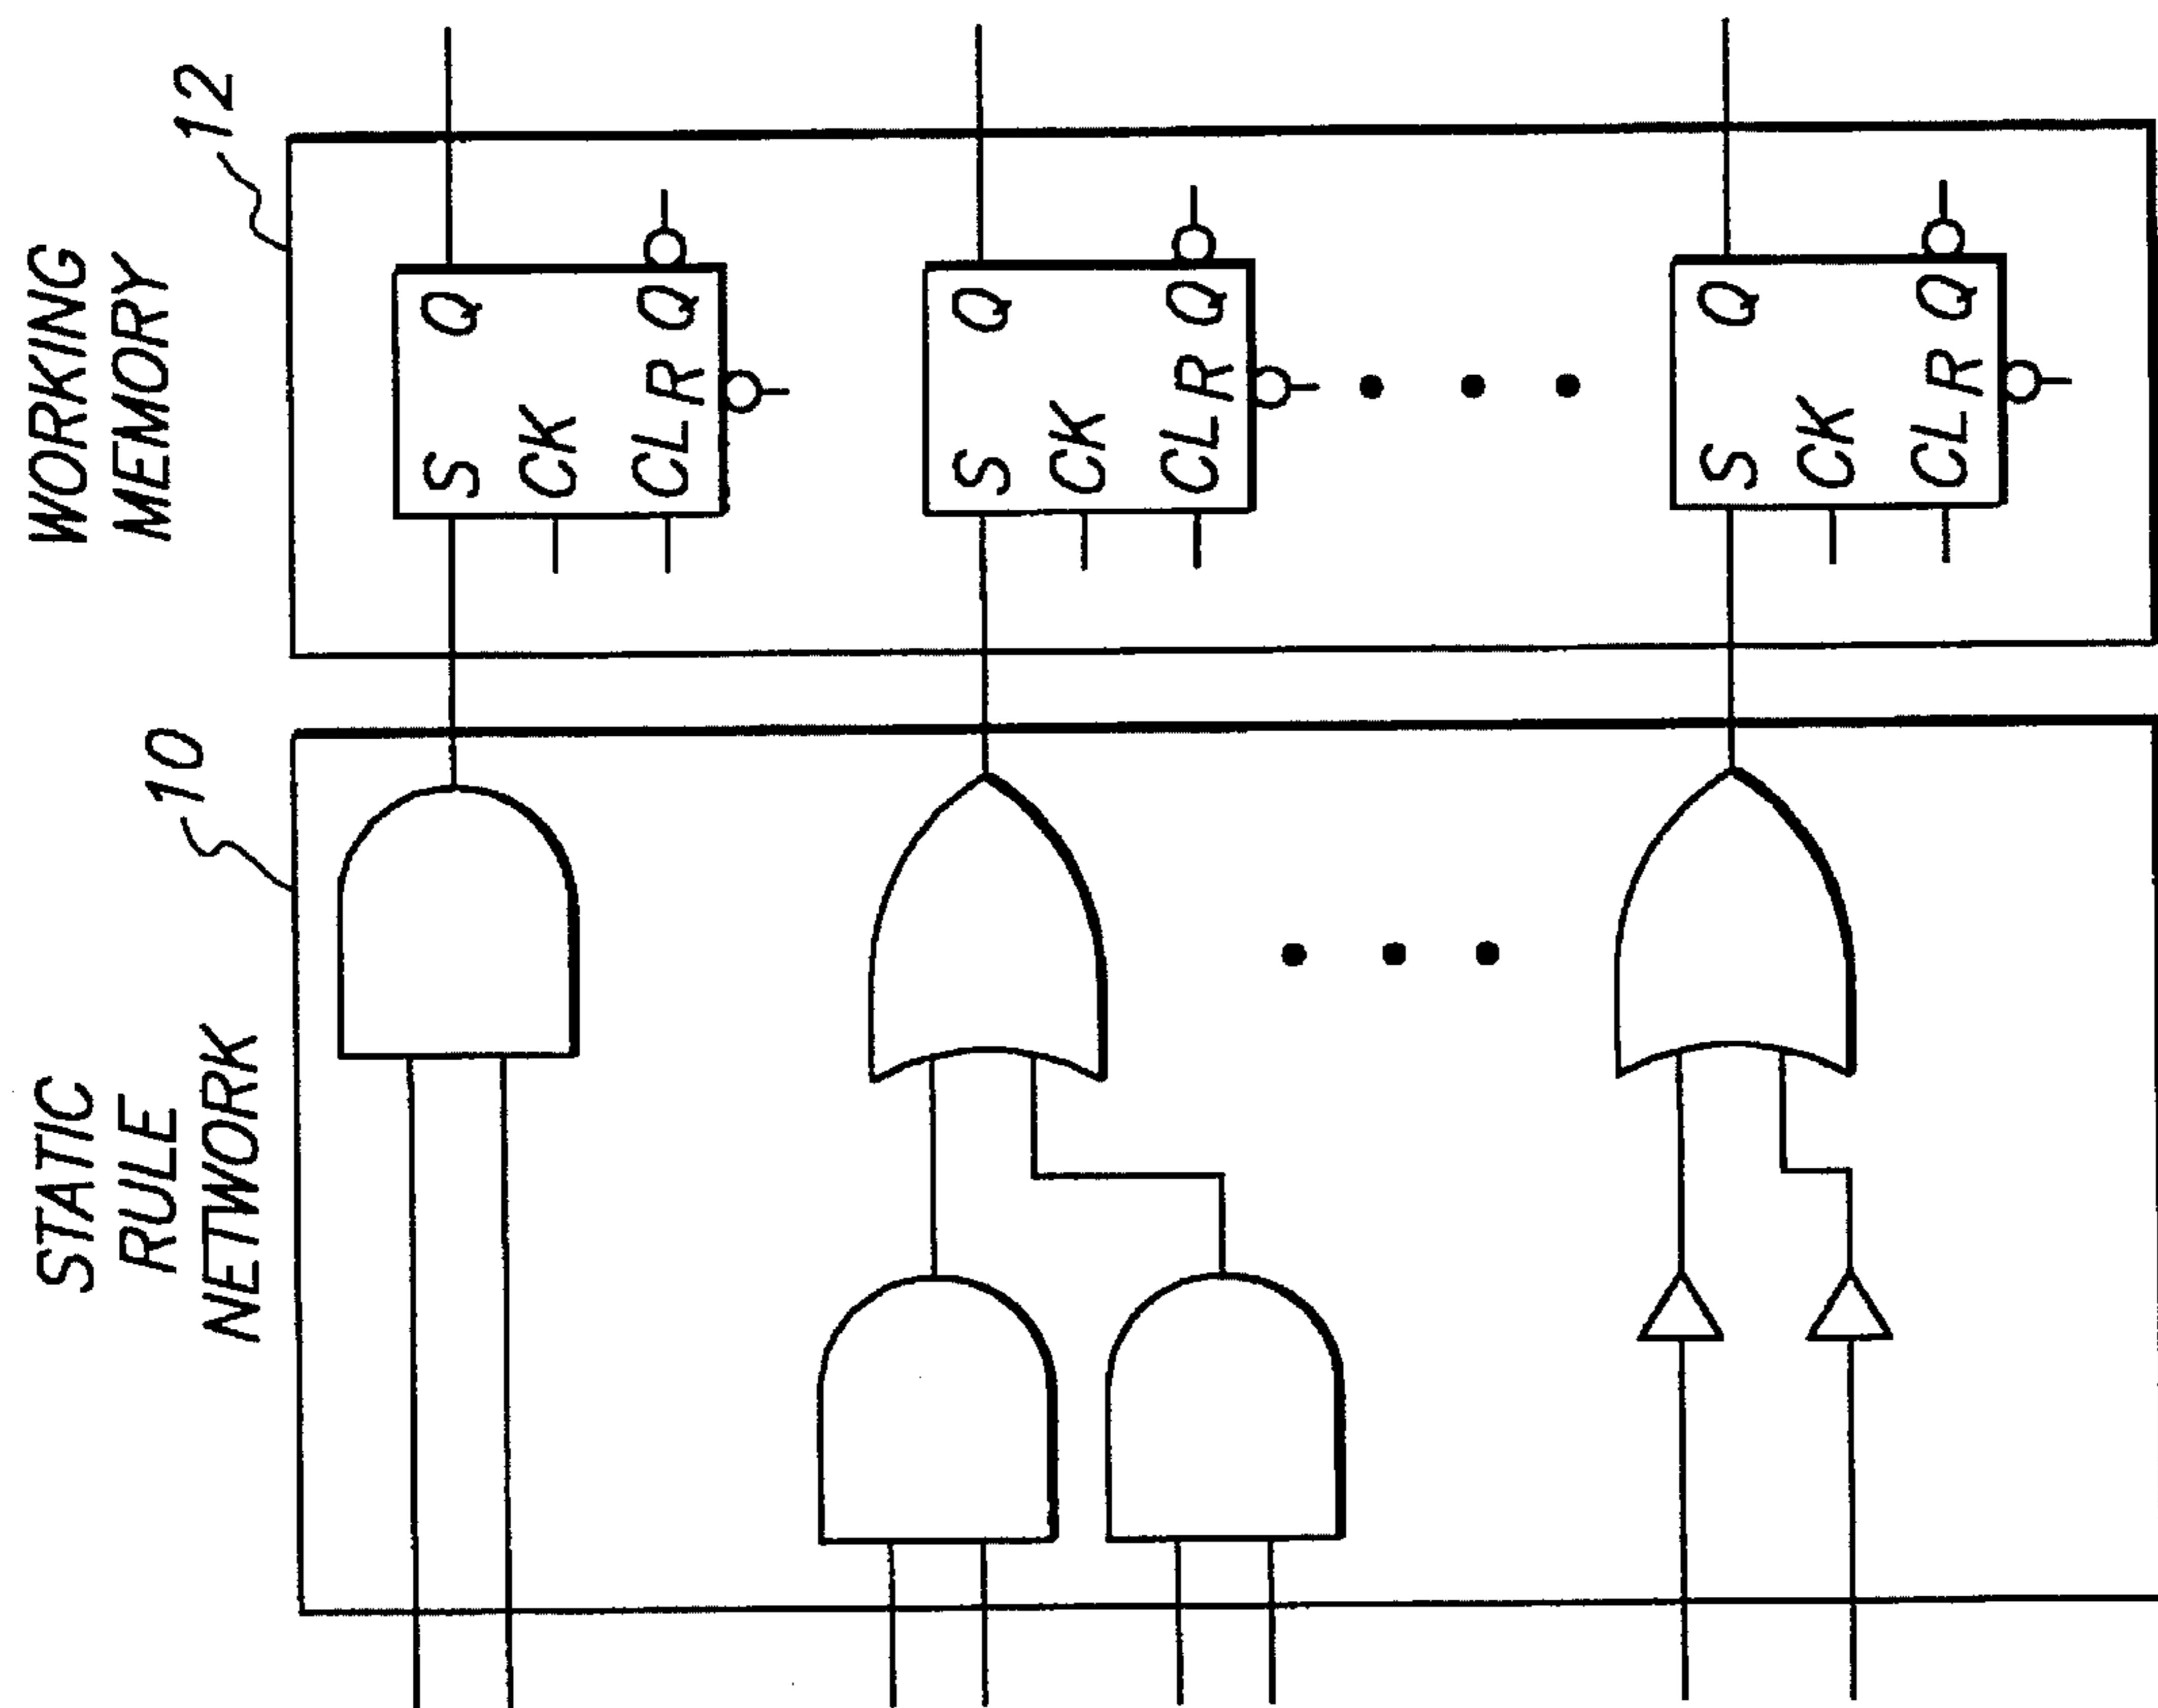 STATIC
RULE
NETWORK
10
WORKING
MEMORY
12
S Q
CK
CLR Q
S Q
CK
CLR Q
S Q
CK
CLR Q